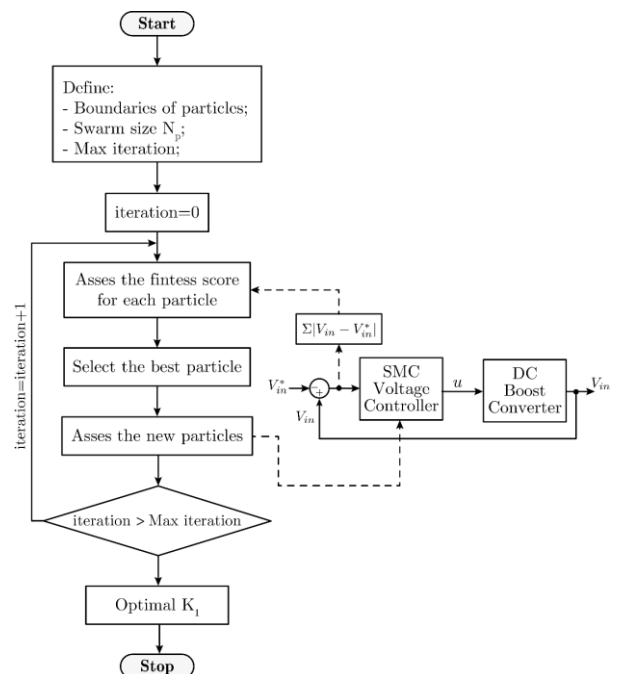 Start
Define:
- Boundaries of particles;
- Swarm size N_p;
- Max iteration;
iteration=0
iteration=iteration+1
Asses the fintess score
for each particle
Σ|V_in − V*_in|
Select the best particle
V*_in
−
+
V_in
SMC
Voltage
Controller
u
DC
Boost
Converter
V_in
Asses the new particles
iteration > Max iteration
Optimal K_1
Stop